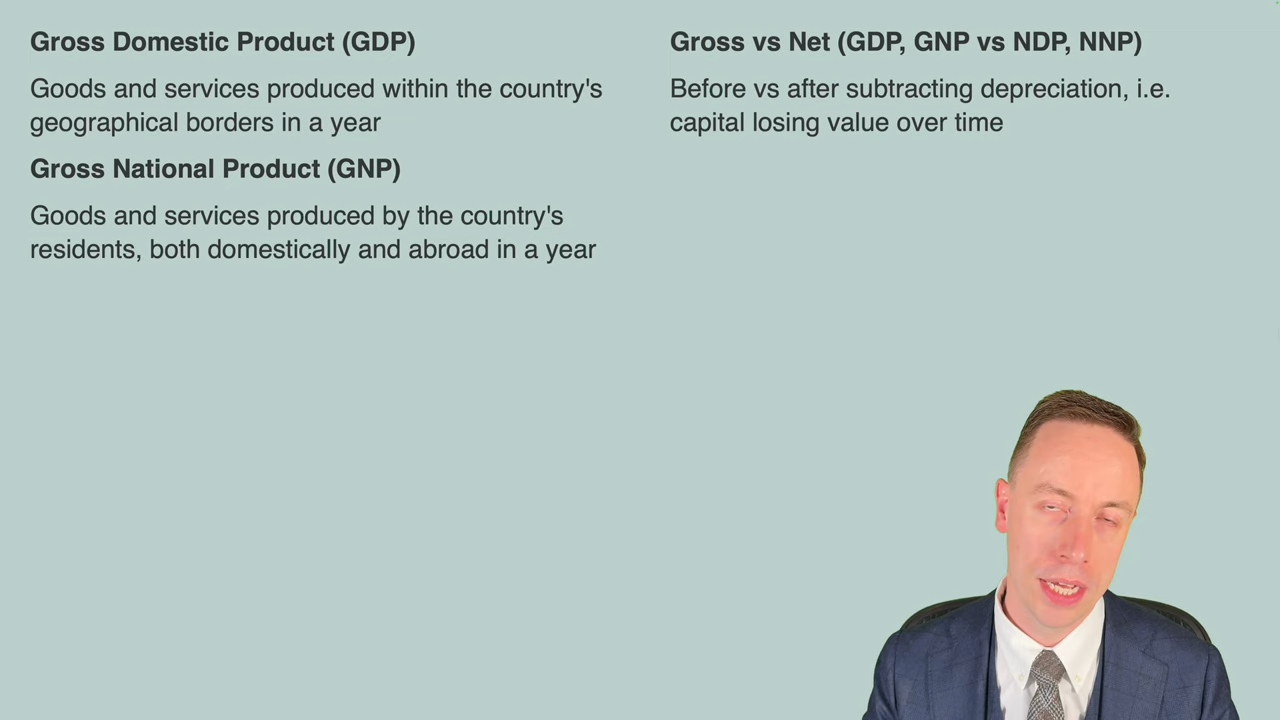 Gross Domestic Product (GDP)
Goods and services produced within the country's
geographical borders in a year
Gross National Product (GNP)
Goods and services produced by the country's
residents, both domestically and abroad in a year
Gross vs Net (GDP, GNP vs NDP, NNP)
Before vs after subtracting depreciation, i.e.
capital losing value over time